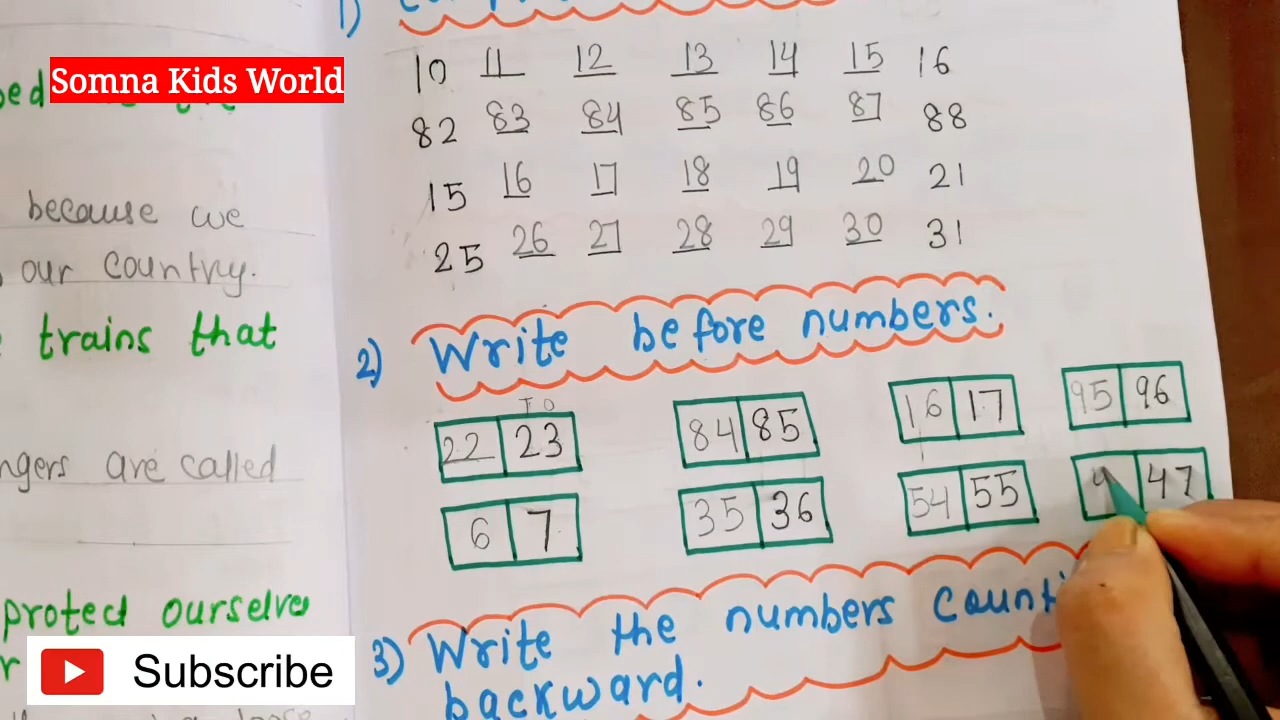 Somna Kids World
because we
our country.
trains that
are called
protect ourselves
Subscribe
1)
10 11 12 13 14 15 16
82 83 84 85 86 87 88
15 16 17 18 19 20 21
25 26 27 28 29 30 31
2) Write before numbers.
T O
22 23 84 85 16 17 95 96
6 7 35 36 54 55 4 47
3) Write the numbers
backward.